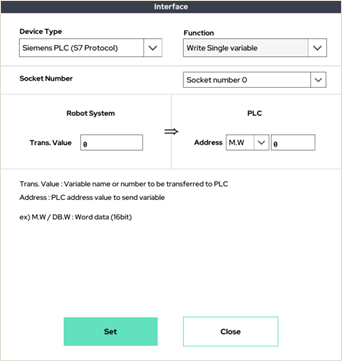 Interface
Device Type
Function
Siemens PLC (S7 Protocol)
Write Single variable
Socket Number
Socket number 0
Robot System
PLC
Trans. Value
0
Address
M.W
0
Trans. Value : Variable name or number to be transferred to PLC
Address : PLC address value to send variable
ex) M.W / DB.W : Word data (16bit)
Set
Close